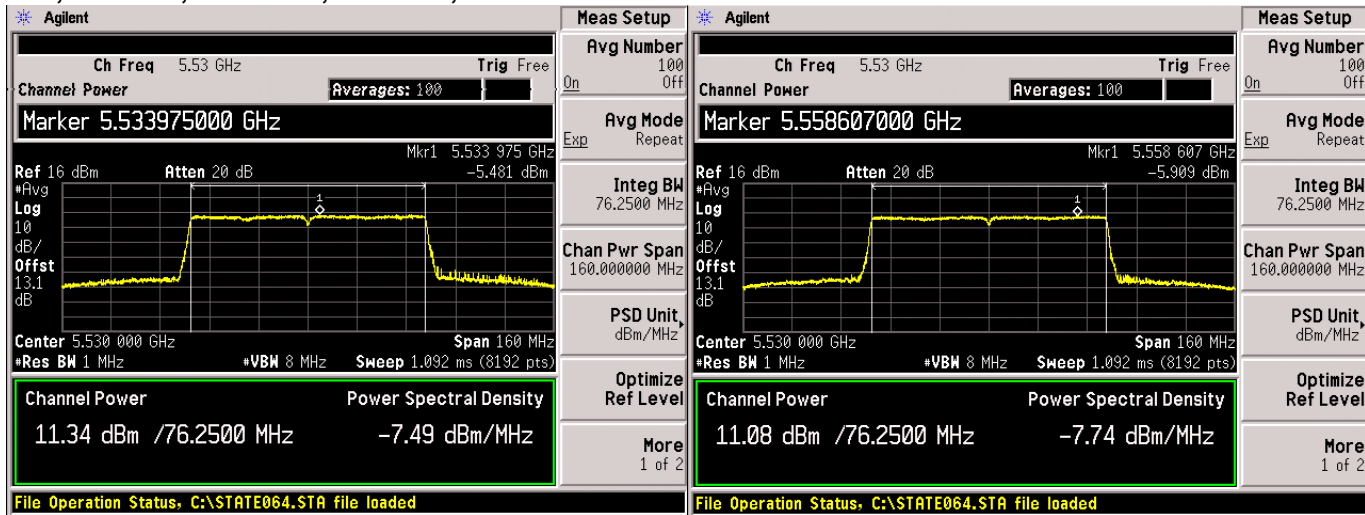 Agilent
Meas Setup
Ch Freq 5.53 GHz Trig Free
Channel Power Averages: 100
Marker 5.533975000 GHz
Mkr1 5.533 975 GHz
Ref 16 dBm Atten 20 dB -5.481 dBm
#Avg
Log
10
dB/
Offst
13.1
dB
1
Center 5.530 000 GHz Span 160 MHz
#Res BW 1 MHz #VBW 8 MHz Sweep 1.092 ms (8192 pts)
Channel Power Power Spectral Density
11.34 dBm /76.2500 MHz -7.49 dBm/MHz
File Operation Status, C:\STATE064.STA file loaded
Avg Number
100
On Off
Avg Mode
Exp Repeat
Integ BW
76.2500 MHz
Chan Pwr Span
160.000000 MHz
PSD Unit
dBm/MHz
Optimize
Ref Level
More
1 of 2
Agilent
Meas Setup
Ch Freq 5.53 GHz Trig Free
Channel Power Averages: 100
Marker 5.558607000 GHz
Mkr1 5.558 607 GHz
Ref 16 dBm Atten 20 dB -5.909 dBm
#Avg
Log
10
dB/
Offst
13.1
dB
1
Center 5.530 000 GHz Span 160 MHz
#Res BW 1 MHz #VBW 8 MHz Sweep 1.092 ms (8192 pts)
Channel Power Power Spectral Density
11.08 dBm /76.2500 MHz -7.74 dBm/MHz
File Operation Status, C:\STATE064.STA file loaded
Avg Number
100
On Off
Avg Mode
Exp Repeat
Integ BW
76.2500 MHz
Chan Pwr Span
160.000000 MHz
PSD Unit
dBm/MHz
Optimize
Ref Level
More
1 of 2